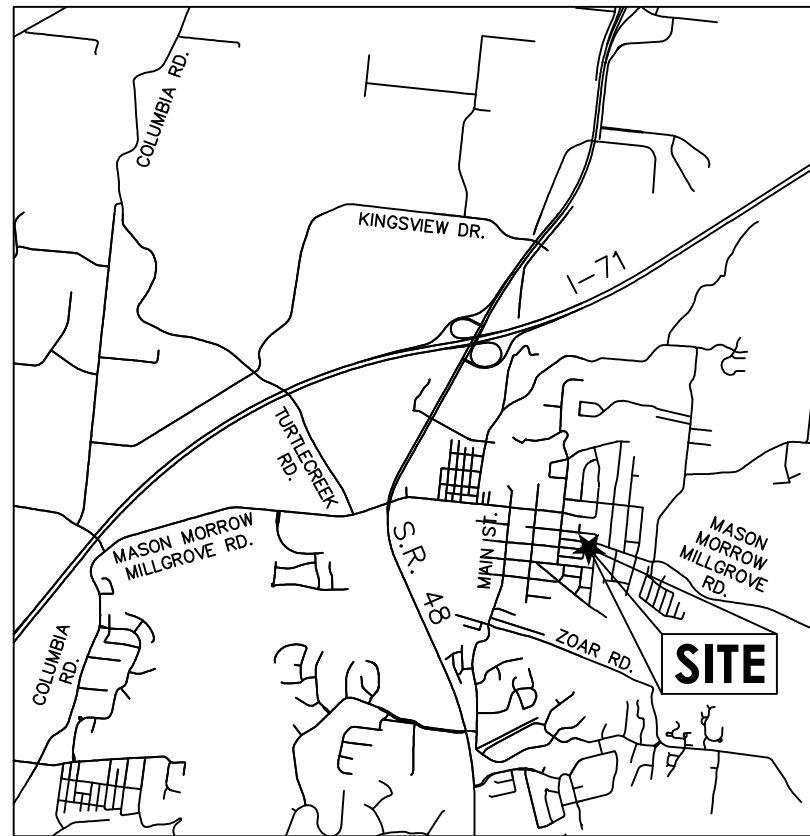 COLUMBIA RD.
KINGSVIEW DR.
I-71
TURTLECREEK
RD.
MASON MORROW
MILLGROVE RD.
S.R. 48
MAIN ST.
MASON
MORROW
MILLGROVE
RD.
ZOAR RD.
SITE
COLUMBIA
RD.